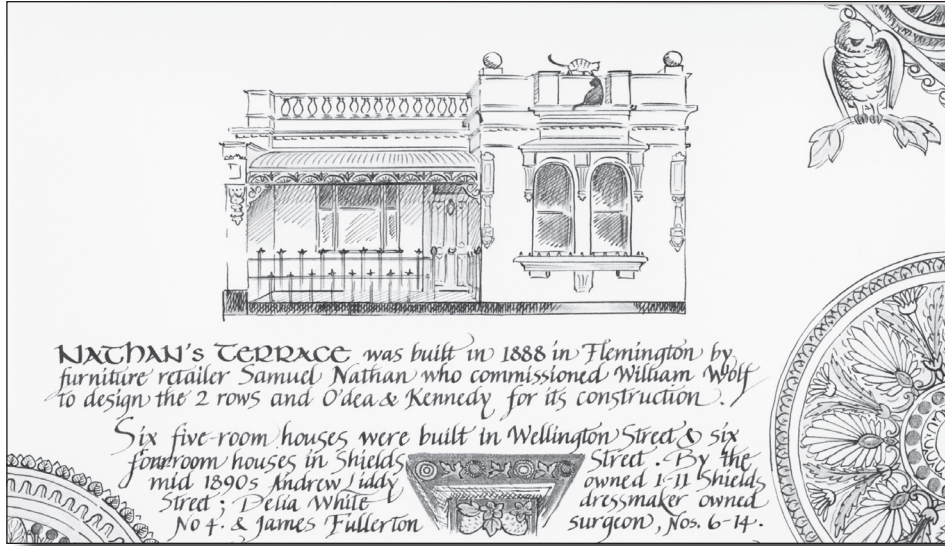 NATHAN's TERRACE was built in 1888 in Flemington by
furniture retailer Samuel Nathan who commissioned William Wolf
to design the 2 rows and O'dea & Kennedy for its construction.
Six five-room houses were built in Wellington Street & six
four-room houses in Shields Street. By the
mid 1890s Andrew Liddy owned 1-11 Shields
Street; Delia White dressmaker owned
No 4. & James Fullerton surgeon, Nos. 6-14.